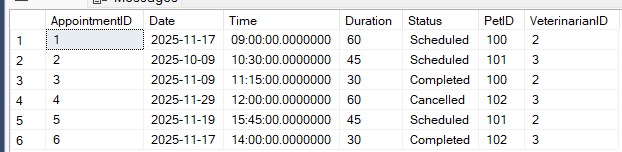 Messages
AppointmentID Date Time Duration Status PetID VeterinarianID
1 1 2025-11-17 09:00:00.0000000 60 Scheduled 100 2
2 2 2025-10-09 10:30:00.0000000 45 Scheduled 101 3
3 3 2025-11-09 11:15:00.0000000 30 Completed 100 2
4 4 2025-11-29 12:00:00.0000000 60 Cancelled 102 3
5 5 2025-11-19 15:45:00.0000000 45 Scheduled 101 2
6 6 2025-11-17 14:00:00.0000000 30 Completed 102 3